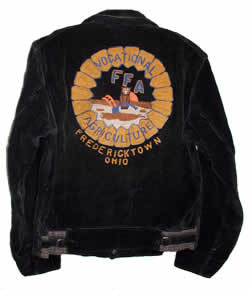 VOCATIONAL
FFA
AGRICULTURE
FREDERICKTOWN
OHIO